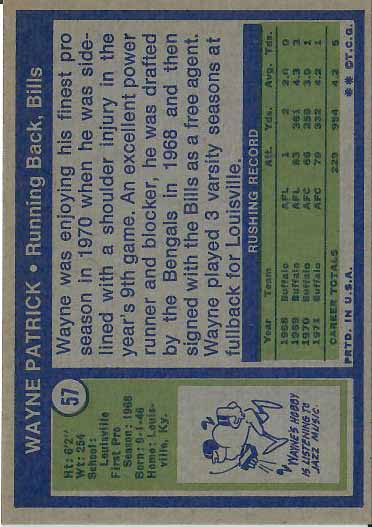 WAYNE PATRICK • Running Back, Bills
57
Ht: 6'2"
Wt: 254
School:
Louisville
First Pro
Season: 1968
Born: 9-1-46
Home: Louis-
ville, Ky.
WAYNE'S HOBBY
IS LISTENING TO
JAZZ MUSIC.
Wayne was enjoying his finest pro
season in 1970 when he was side-
lined with a shoulder injury in the
year's 9th game. An excellent power
runner and blocker, he was drafted
by the Bengals in 1968 and then
signed with the Bills as a free agent.
Wayne played 3 varsity seasons at
fullback for Louisville.
RUSHING RECORD
Year Team Att. Yds. Avg. Tds.
1968 Buffalo AFL 1 2 2.0 0
1969 Buffalo AFL 83 361 4.3 3
1970 Buffalo AFC 66 259 3.9 1
1971 Buffalo AFC 79 332 4.2 1
CAREER TOTALS 229 954 4.2 5
PRTD. IN U.S.A. ** ©T.C.G.